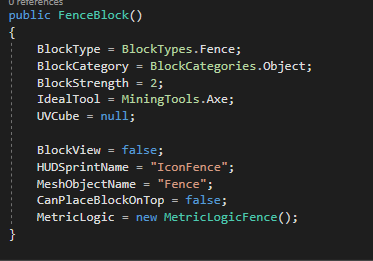 0 references
public FenceBlock()
{
BlockType = BlockTypes.Fence;
BlockCategory = BlockCategories.Object;
BlockStrength = 2;
IdealTool = MiningTools.Axe;
UVCube = null;
BlockView = false;
HUDSprintName = "IconFence";
MeshObjectName = "Fence";
CanPlaceBlockOnTop = false;
MetricLogic = new MetricLogicFence();
}